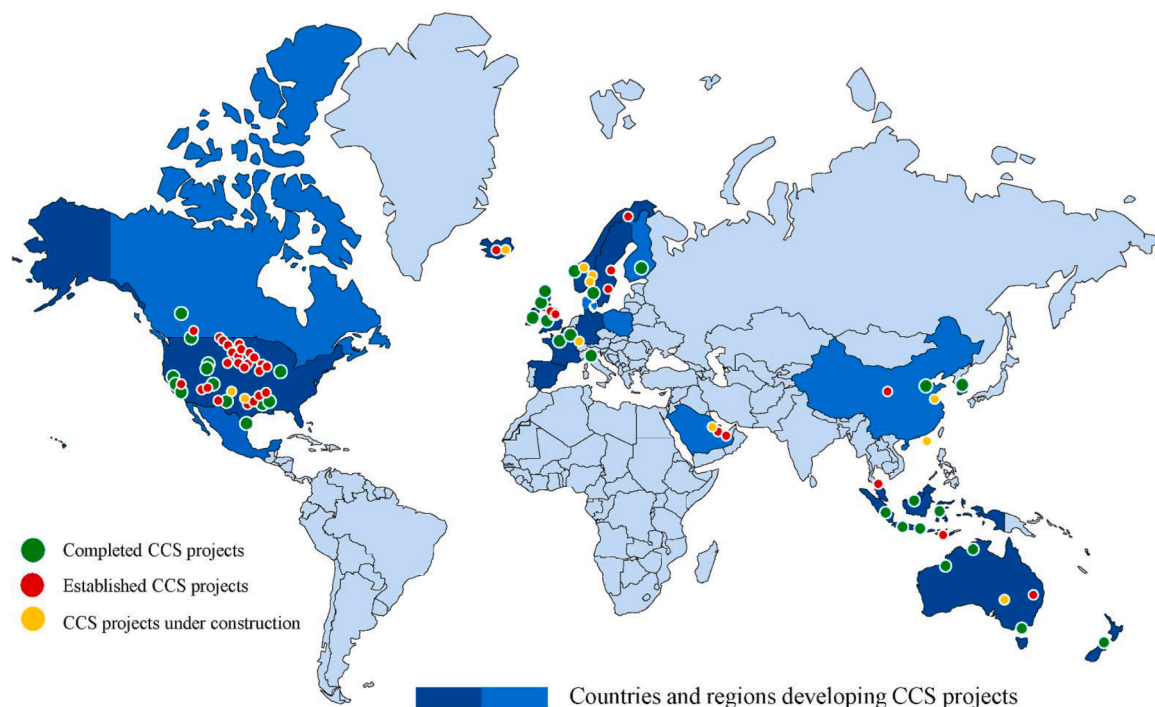 Completed CCS projects
Established CCS projects
CCS projects under construction
Countries and regions developing CCS projects